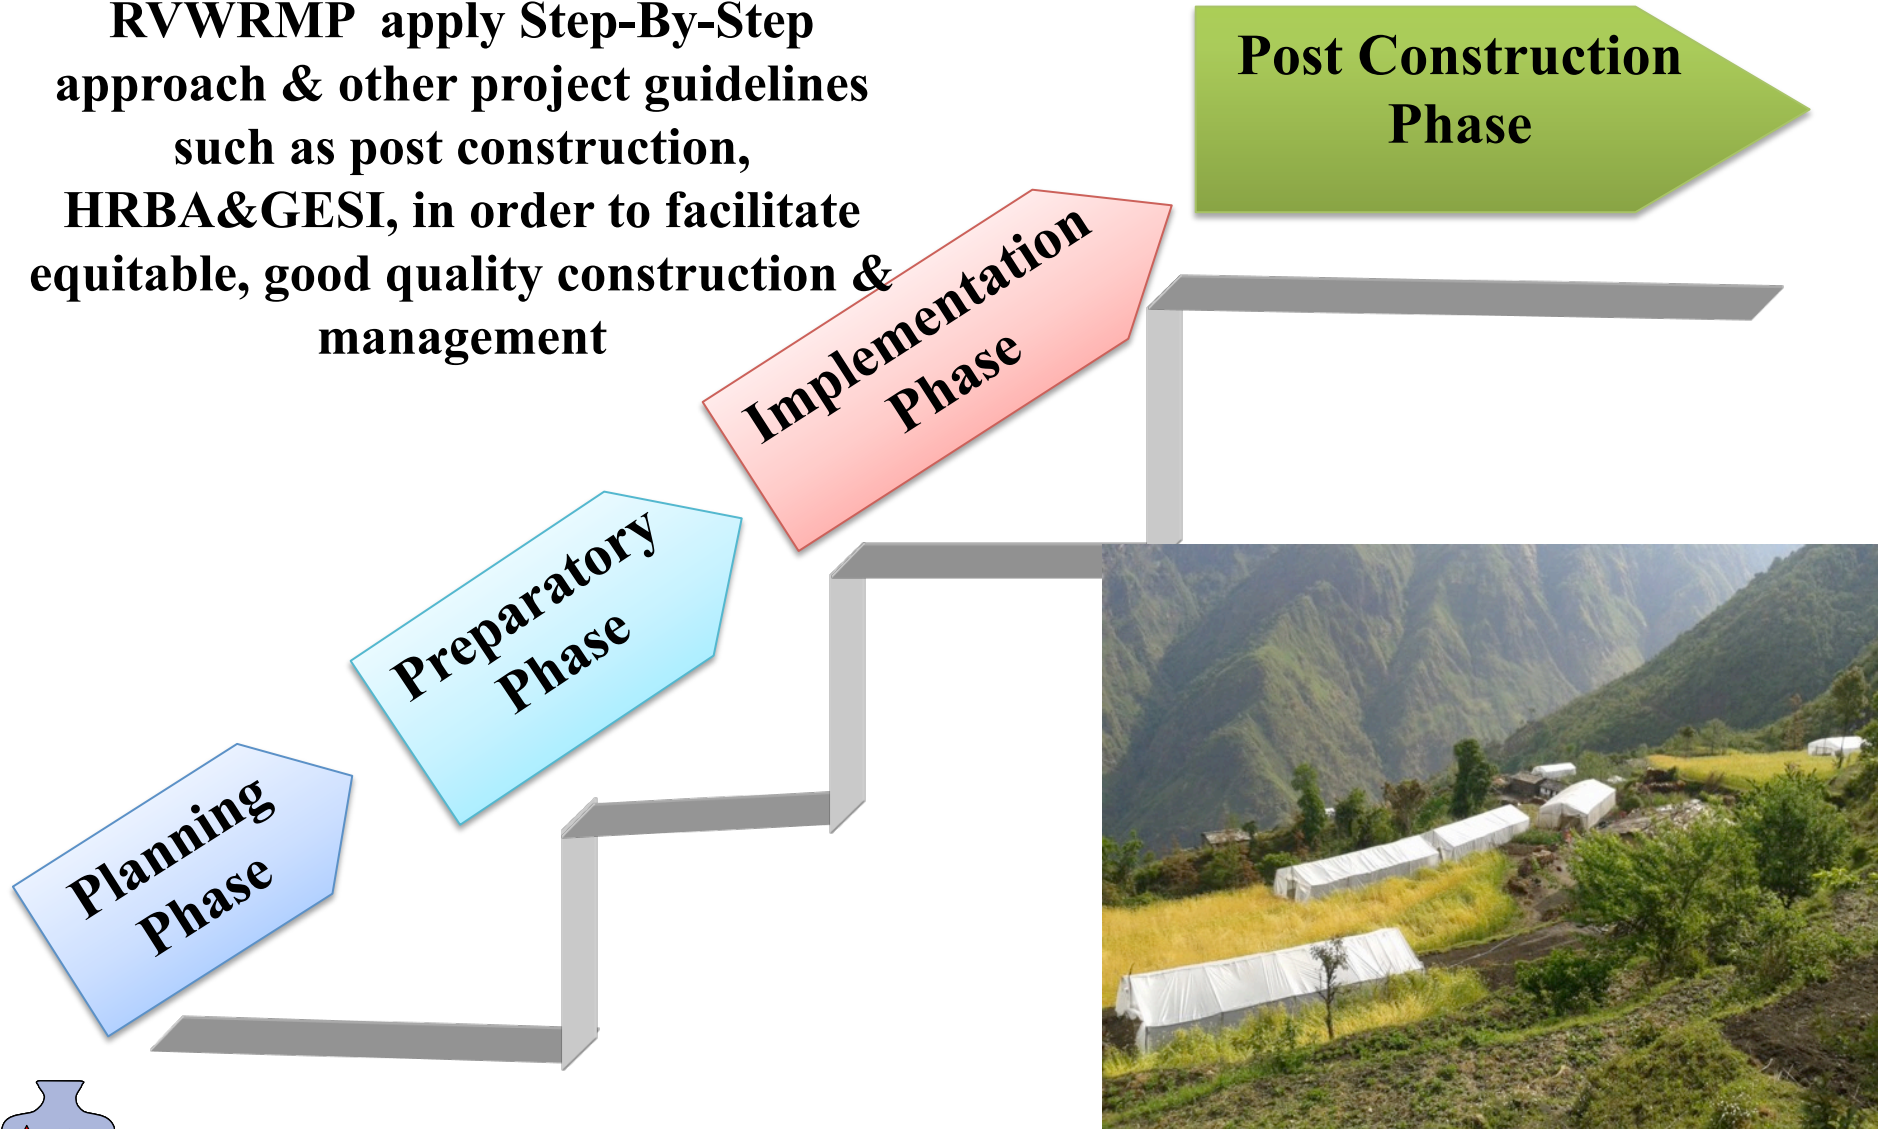 RVWRMP apply Step-By-Step
approach & other project guidelines
such as post construction,
HRBA&GESI, in order to facilitate
equitable, good quality construction &
management
Post Construction
Phase
Implementation
Phase
Preparatory
Phase
Planning
Phase